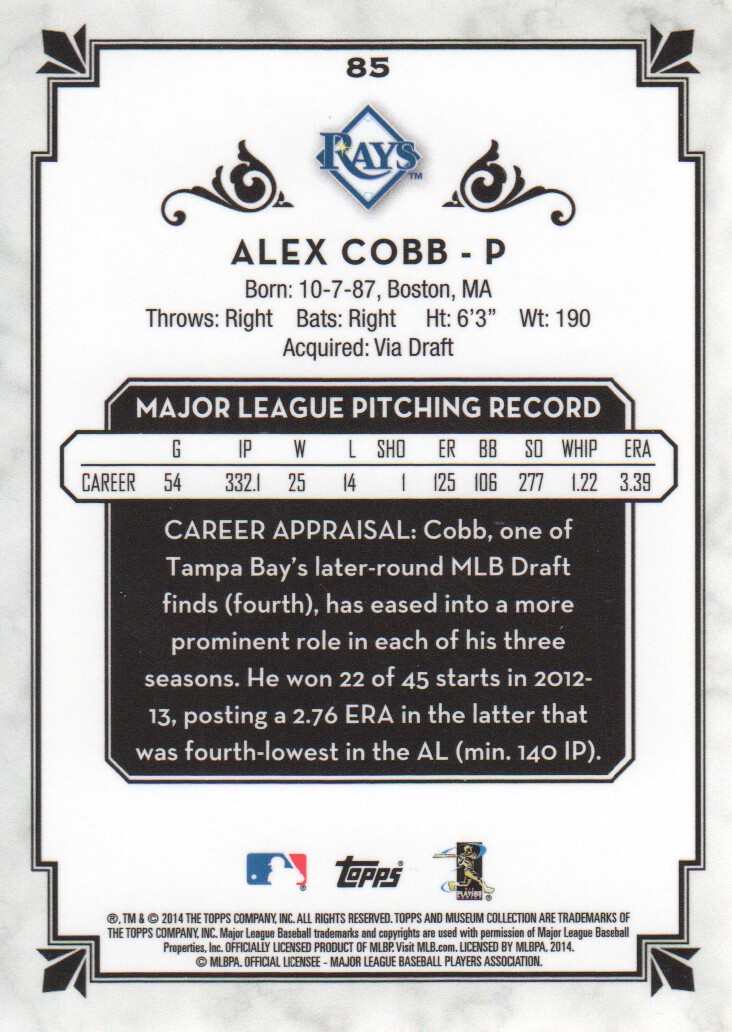 85
RAYS™
ALEX COBB - P
Born: 10-7-87, Boston, MA
Throws: Right Bats: Right Ht: 6'3" Wt: 190
Acquired: Via Draft
MAJOR LEAGUE PITCHING RECORD
G IP W L SHO ER BB SO WHIP ERA
CAREER 54 332.1 25 14 1 125 106 277 1.22 3.39
CAREER APPRAISAL: Cobb, one of
Tampa Bay's later-round MLB Draft
finds (fourth), has eased into a more
prominent role in each of his three
seasons. He won 22 of 45 starts in 2012-
13, posting a 2.76 ERA in the latter that
was fourth-lowest in the AL (min. 140 IP).
Topps®
PLAYERS
®, TM & © 2014 THE TOPPS COMPANY, INC. ALL RIGHTS RESERVED. TOPPS AND MUSEUM COLLECTION ARE TRADEMARKS OF
THE TOPPS COMPANY, INC. Major League Baseball trademarks and copyrights are used with permission of Major League Baseball
Properties, Inc. OFFICIALLY LICENSED PRODUCT OF MLBP. Visit MLB.com. LICENSED BY MLBPA, 2014.
© MLBPA. OFFICIAL LICENSEE - MAJOR LEAGUE BASEBALL PLAYERS ASSOCIATION.